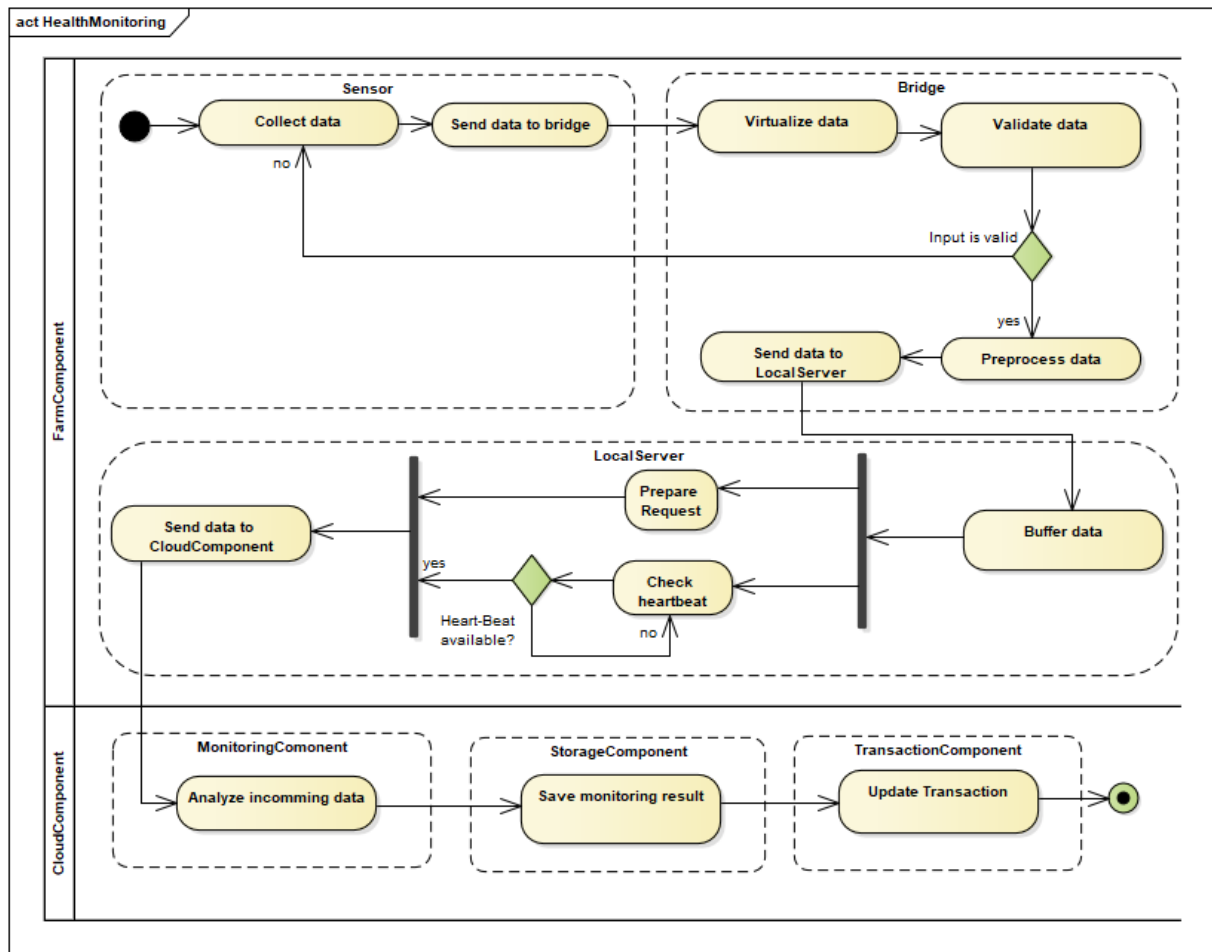 act HealthMonitoring
FarmComponent
Sensor
Collect data
Send data to bridge
no
Bridge
Virtualize data
Validate data
Input is valid
yes
Preprocess data
Send data to
LocalServer
LocalServer
Buffer data
Prepare
Request
Check
heartbeat
no
Heart-Beat
available?
yes
Send data to
CloudComponent
CloudComponent
MonitoringComonent
Analyze incomming data
StorageComponent
Save monitoring result
TransactionComponent
Update Transaction